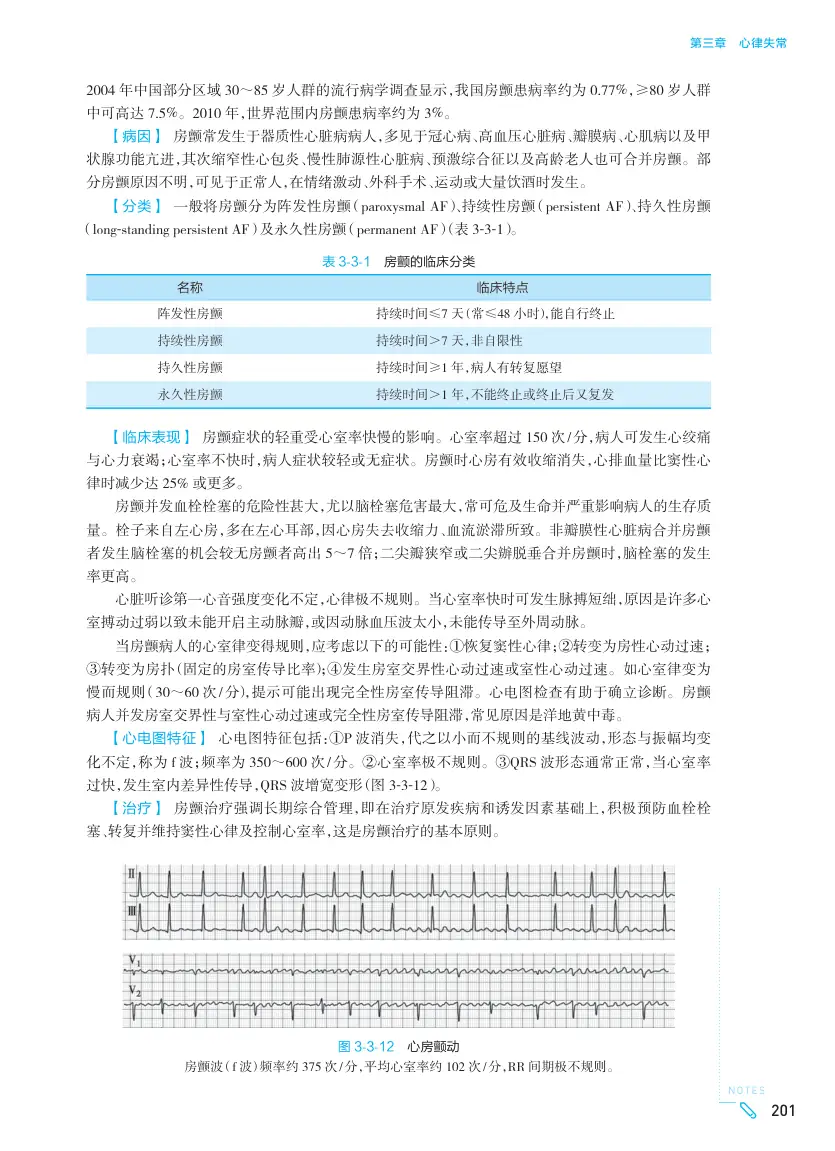 第三章 心律失常
2004 年中国部分区域 30～85 岁人群的流行病学调查显示,我国房颤患病率约为 0.77%,≥80 岁人群
中可高达 7.5%。2010 年,世界范围内房颤患病率约为 3%。
【病因】 房颤常发生于器质性心脏病病人,多见于冠心病、高血压心脏病、瓣膜病、心肌病以及甲
状腺功能亢进,其次缩窄性心包炎、慢性肺源性心脏病、预激综合征以及高龄老人也可合并房颤。部
分房颤原因不明,可见于正常人,在情绪激动、外科手术、运动或大量饮酒时发生。
【分类】 一般将房颤分为阵发性房颤(paroxysmal AF)、持续性房颤(persistent AF)、持久性房颤
(long-standing persistent AF)及永久性房颤(permanent AF)(表 3-3-1)。
表 3-3-1 房颤的临床分类
名称 临床特点
阵发性房颤 持续时间≤7 天(常≤48 小时),能自行终止
持续性房颤 持续时间>7 天,非自限性
持久性房颤 持续时间≥1 年,病人有转复愿望
永久性房颤 持续时间>1 年,不能终止或终止后又复发
【临床表现】 房颤症状的轻重受心室率快慢的影响。心室率超过 150 次/分,病人可发生心绞痛
与心力衰竭;心室率不快时,病人症状较轻或无症状。房颤时心房有效收缩消失,心排血量比窦性心
律时减少达 25% 或更多。
房颤并发血栓栓塞的危险性甚大,尤以脑栓塞危害最大,常可危及生命并严重影响病人的生存质
量。栓子来自左心房,多在左心耳部,因心房失去收缩力、血流淤滞所致。非瓣膜性心脏病合并房颤
者发生脑栓塞的机会较无房颤者高出 5～7 倍;二尖瓣狭窄或二尖瓣脱垂合并房颤时,脑栓塞的发生
率更高。
心脏听诊第一心音强度变化不定,心律极不规则。当心室率快时可发生脉搏短绌,原因是许多心
室搏动过弱以致未能开启主动脉瓣,或因动脉血压波太小,未能传导至外周动脉。
当房颤病人的心室律变得规则,应考虑以下的可能性:①恢复窦性心律;②转变为房性心动过速;
③转变为房扑(固定的房室传导比率);④发生房室交界性心动过速或室性心动过速。如心室律变为
慢而规则(30～60 次/分),提示可能出现完全性房室传导阻滞。心电图检查有助于确立诊断。房颤
病人并发房室交界性与室性心动过速或完全性房室传导阻滞,常见原因是洋地黄中毒。
【心电图特征】 心电图特征包括:①P 波消失,代之以小而不规则的基线波动,形态与振幅均变
化不定,称为 f 波;频率为 350～600 次/分。②心室率极不规则。③QRS 波形态通常正常,当心室率
过快,发生室内差异性传导,QRS 波增宽变形(图 3-3-12)。
【治疗】 房颤治疗强调长期综合管理,即在治疗原发疾病和诱发因素基础上,积极预防血栓栓
塞、转复并维持窦性心律及控制心室率,这是房颤治疗的基本原则。
II
III
V1
V2
图 3-3-12 心房颤动
房颤波(f 波)频率约 375 次/分,平均心室率约 102 次/分,RR 间期极不规则。
NOTES
201